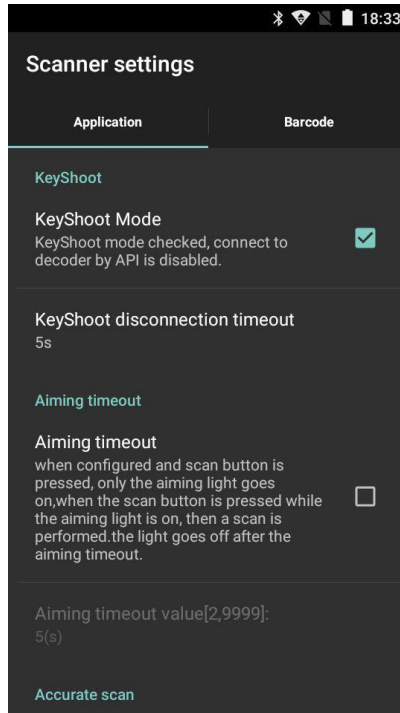 18:33
Scanner settings
Application
Barcode
KeyShoot
KeyShoot Mode
KeyShoot mode checked, connect to
decoder by API is disabled.
KeyShoot disconnection timeout
5s
Aiming timeout
Aiming timeout
when configured and scan button is
pressed, only the aiming light goes
on,when the scan button is pressed while
the aiming light is on, then a scan is
performed.the light goes off after the
aiming timeout.
Aiming timeout value[2,9999]:
5(s)
Accurate scan